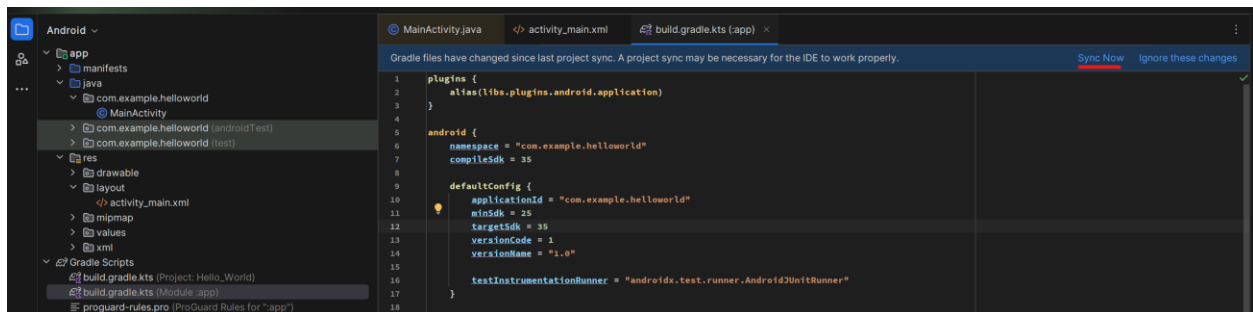 Android
app
manifests
java
com.example.helloworld
MainActivity
com.example.helloworld (androidTest)
com.example.helloworld (test)
res
drawable
layout
activity_main.xml
mipmap
values
xml
Gradle Scripts
build.gradle.kts (Project: Hello_World)
build.gradle.kts (Module :app)
proguard-rules.pro (ProGuard Rules for ":app")
MainActivity.java activity_main.xml build.gradle.kts (:app)
Gradle files have changed since last project sync. A project sync may be necessary for the IDE to work properly. Sync Now Ignore these changes
1 plugins {
2 alias(libs.plugins.android.application)
3 }
4
5 android {
6 namespace = "com.example.helloworld"
7 compileSdk = 35
8
9 defaultConfig {
10 applicationId = "com.example.helloworld"
11 minSdk = 25
12 targetSdk = 35
13 versionCode = 1
14 versionName = "1.0"
15
16 testInstrumentationRunner = "androidx.test.runner.AndroidJUnitRunner"
17 }
18